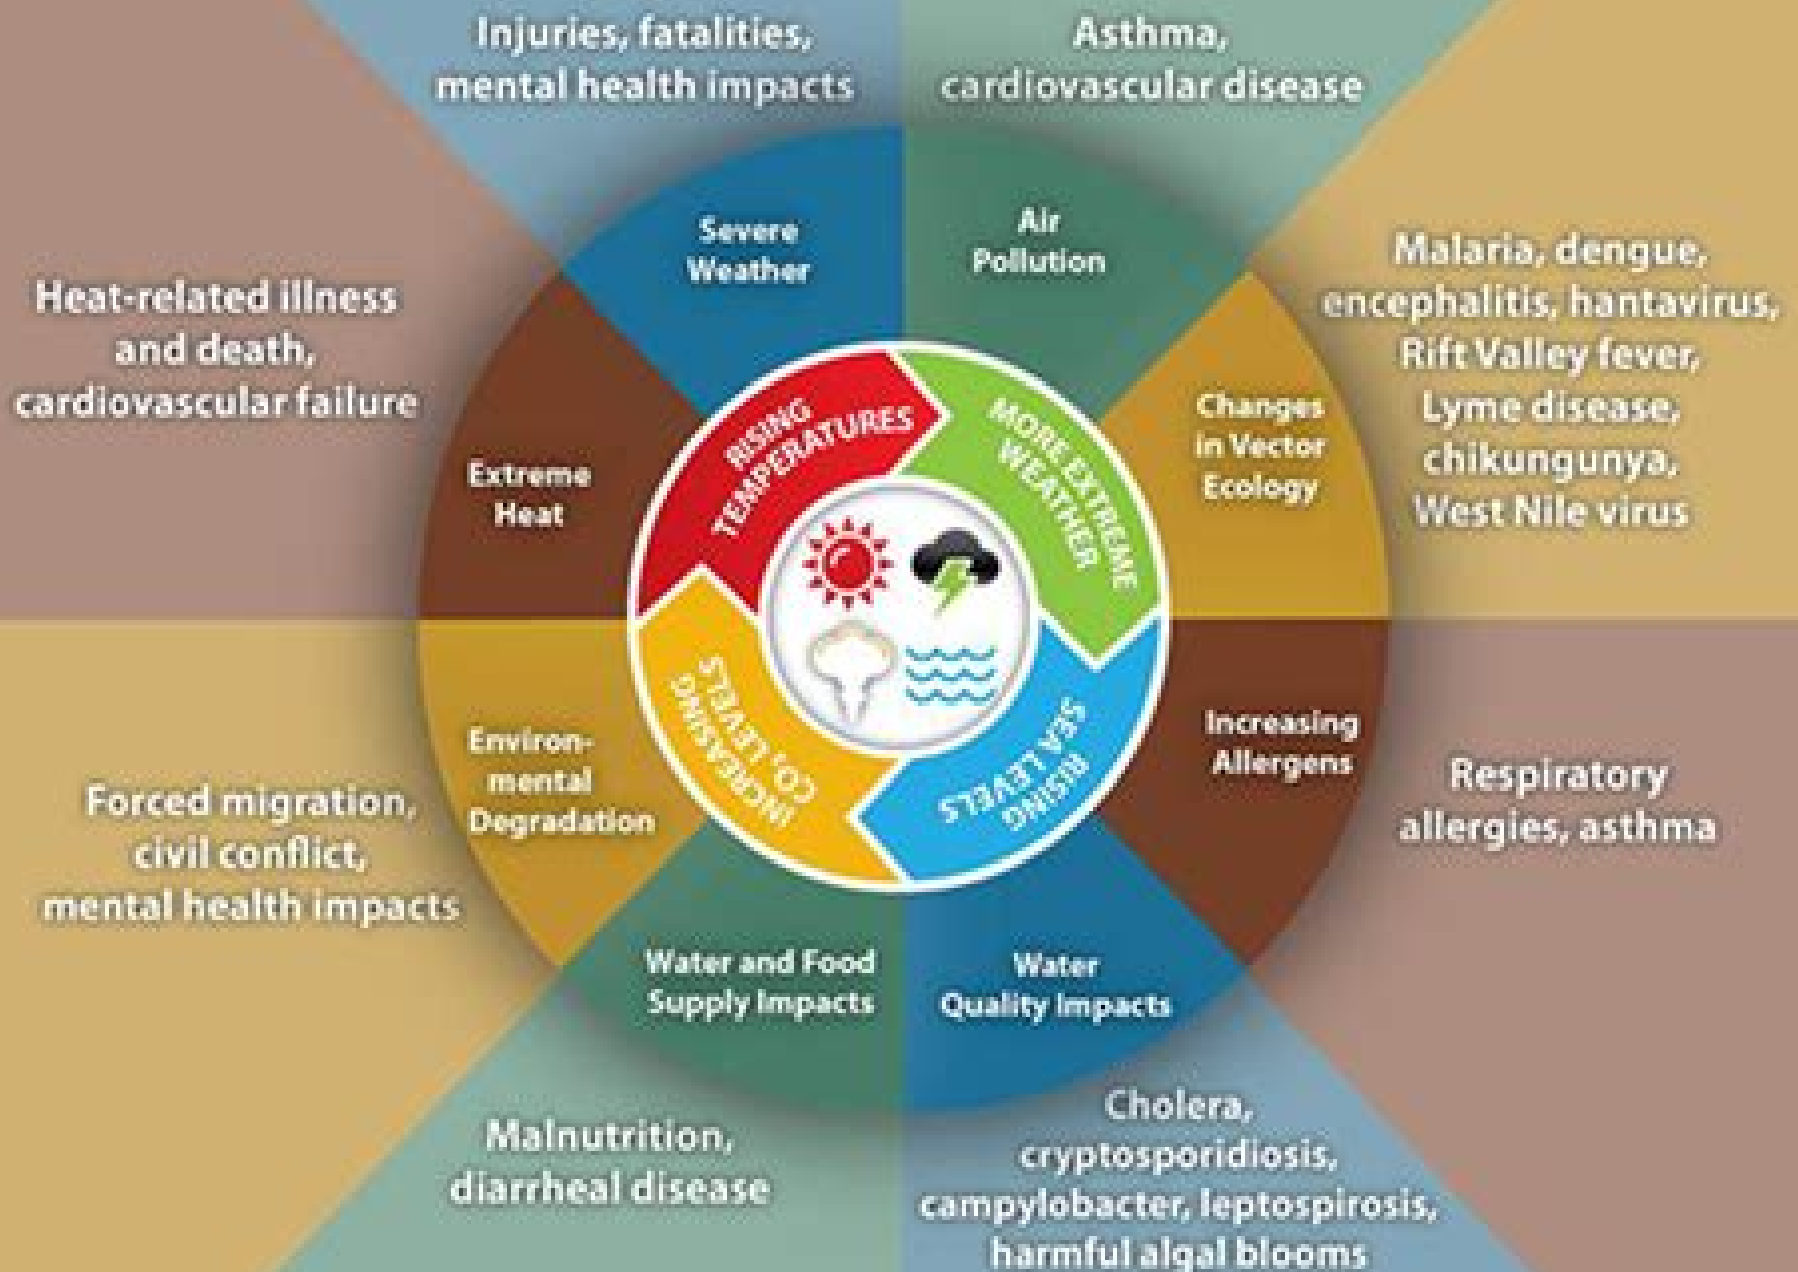 Injuries, fatalities,
mental health impacts
Asthma,
cardiovascular disease
Severe
Weather
Air
Pollution
Heat-related illness
and death,
cardiovascular failure
Malaria, dengue,
encephalitis, hantavirus,
Rift Valley fever,
Lyme disease,
chikungunya,
West Nile virus
Extreme
Heat
Changes
in Vector
Ecology
RISING
TEMPERATURES
MORE EXTREME
WEATHER
INCREASING
CO₂ LEVELS
RISING
SEA LEVELS
Environ-
mental
Degradation
Increasing
Allergens
Forced migration,
civil conflict,
mental health impacts
Respiratory
allergies, asthma
Water and Food
Supply Impacts
Water
Quality Impacts
Malnutrition,
diarrheal disease
Cholera,
cryptosporidiosis,
campylobacter, leptospirosis,
harmful algal blooms